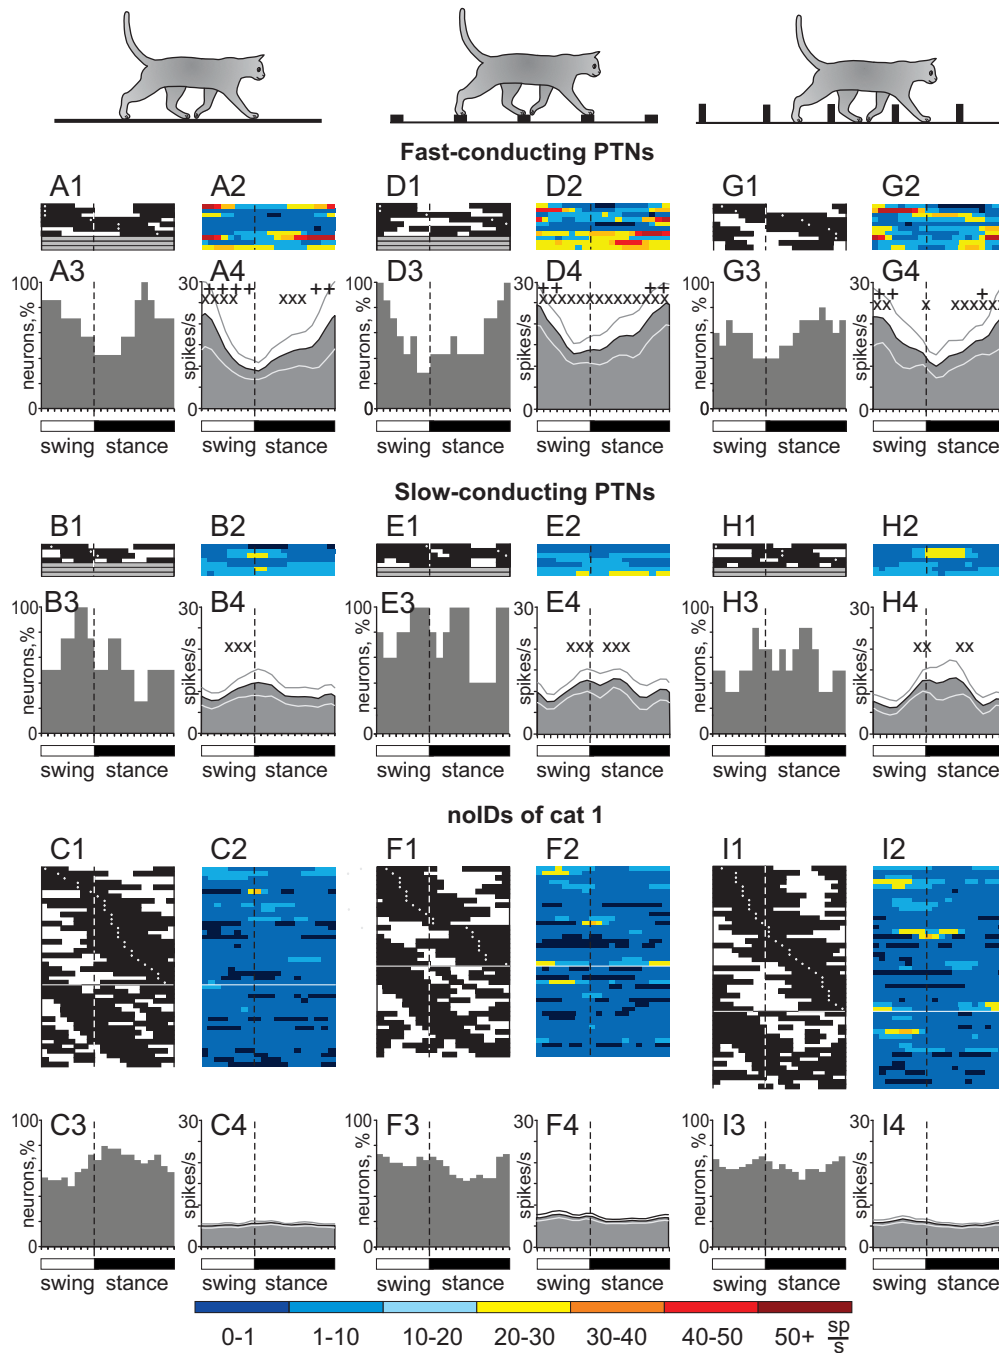 Fast-conducting PTNs
A1 A2 D1 D2 G1 G2
A3 A4 D3 D4 G3 G4
100 30 100 30 100 30
++++ ++ ++ ++ ++ +
xxxx xxx xxxxxxxxxxxxxxx xx x xxxxxx
neurons, % spikes/s neurons, % spikes/s neurons, % spikes/s
0 0 0 0 0 0
swing stance swing stance swing stance swing stance swing stance swing stance
Slow-conducting PTNs
B1 B2 E1 E2 H1 H2
B3 B4 E3 E4 H3 H4
100 30 100 30 100 30
xxx xxx xxx xx xx
neurons, % spikes/s neurons, % spikes/s neurons, % spikes/s
0 0 0 0 0 0
swing stance swing stance swing stance swing stance swing stance swing stance
noIDs of cat 1
C1 C2 F1 F2 I1 I2
C3 C4 F3 F4 I3 I4
100 30 100 30 100 30
neurons, % spikes/s neurons, % spikes/s neurons, % spikes/s
0 0 0 0 0 0
swing stance swing stance swing stance swing stance swing stance swing stance
0-1 1-10 10-20 20-30 30-40 40-50 50+ sp/s